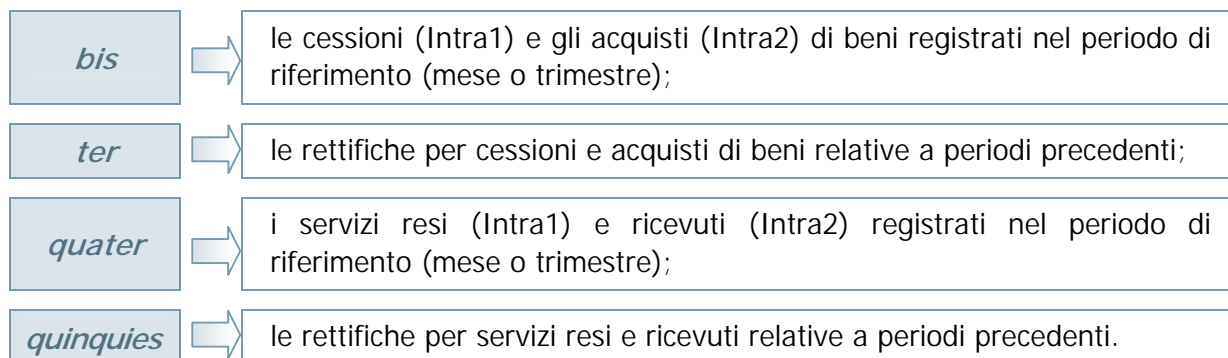 bis
le cessioni (Intra1) e gli acquisti (Intra2) di beni registrati nel periodo di
riferimento (mese o trimestre);
ter
le rettifiche per cessioni e acquisti di beni relative a periodi precedenti;
quater
i servizi resi (Intra1) e ricevuti (Intra2) registrati nel periodo di
riferimento (mese o trimestre);
quinquies
le rettifiche per servizi resi e ricevuti relative a periodi precedenti.